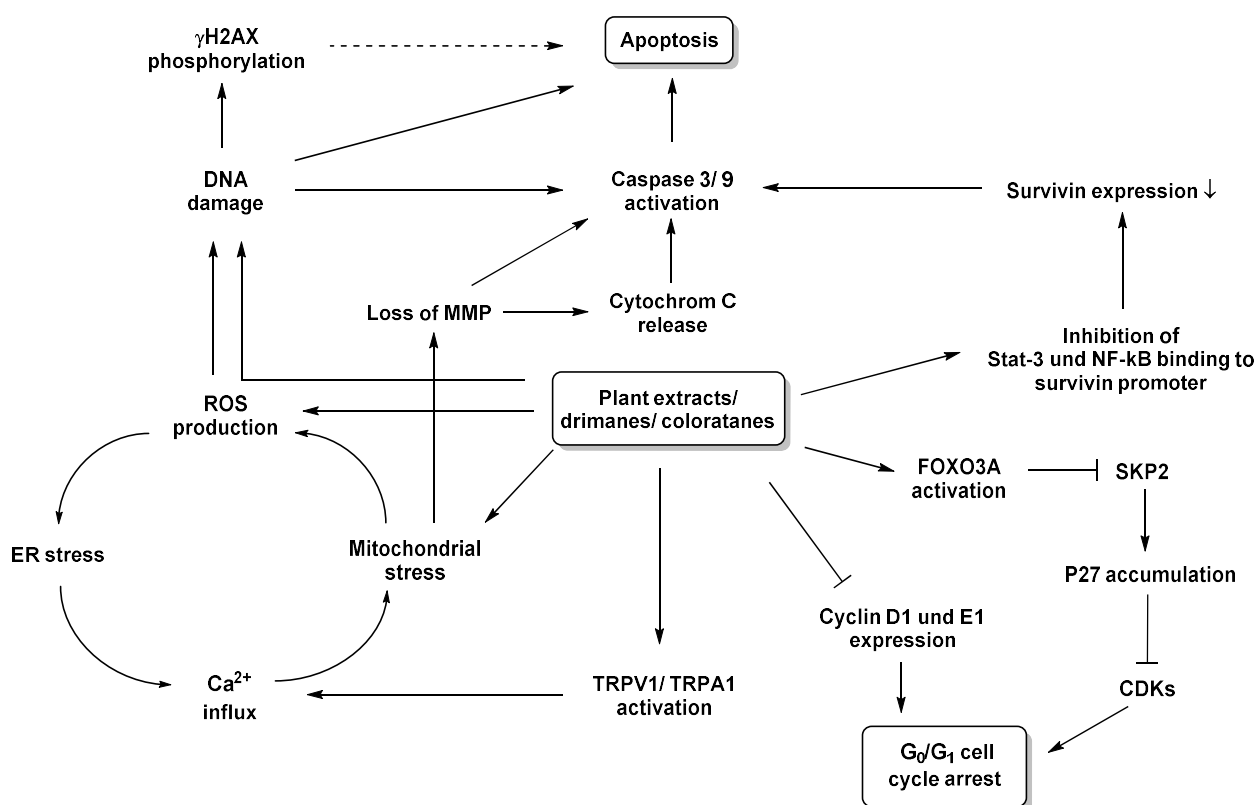 γH2AX
phosphorylation
Apoptosis
DNA
damage
Caspase 3/ 9
activation
Survivin expression ↓
Loss of MMP
Cytochrom C
release
Inhibition of
Stat-3 und NF-kB binding to
survivin promoter
Plant extracts/
drimanes/ coloratanes
ROS
production
FOXO3A
activation
SKP2
ER stress
Mitochondrial
stress
P27 accumulation
Cyclin D1 und E1
expression
Ca2+
influx
TRPV1/ TRPA1
activation
CDKs
G0/G1 cell
cycle arrest